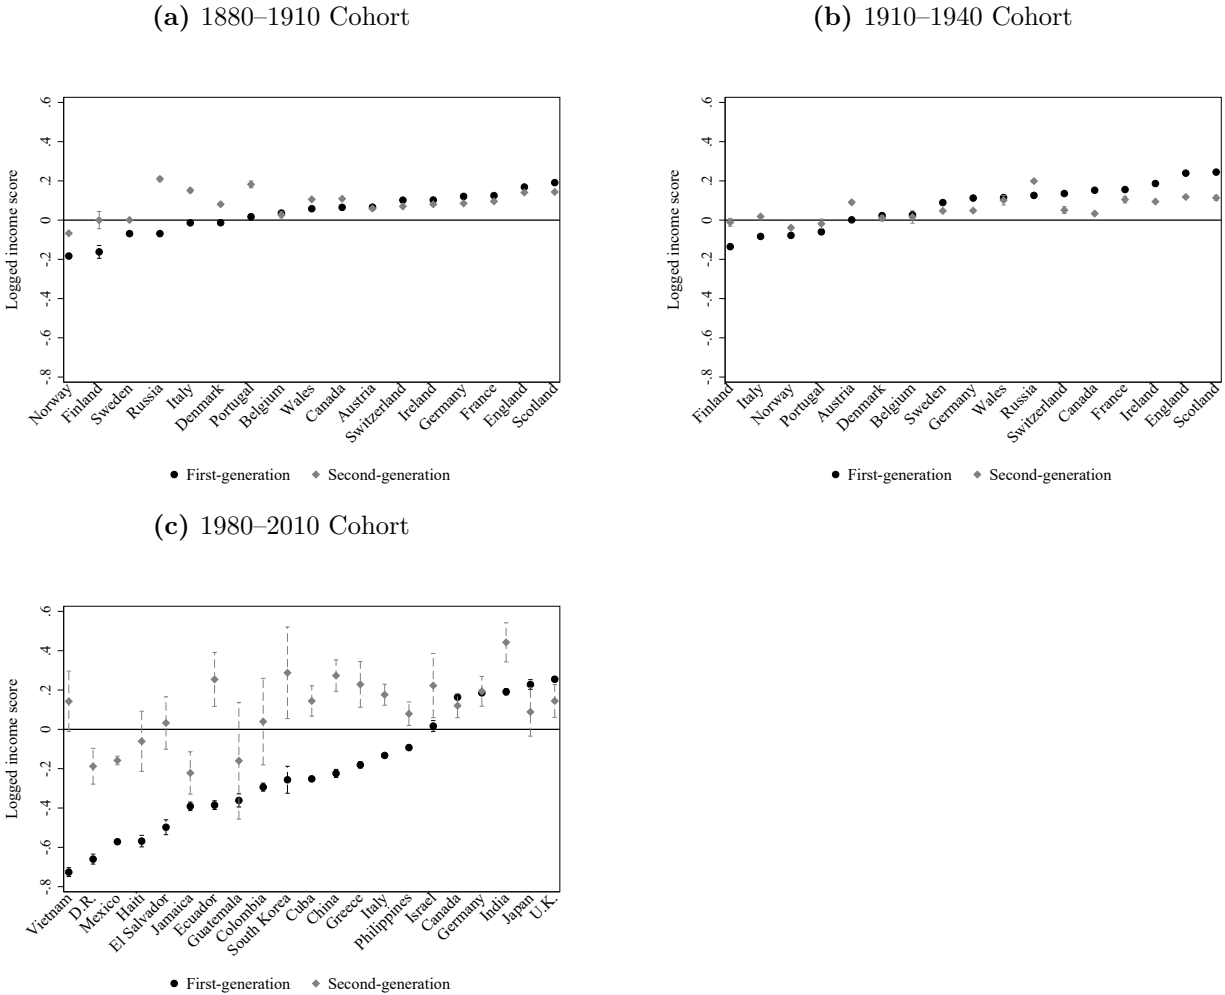 (a) 1880–1910 Cohort
Logged income score
.6
.4
.2
0
-.2
-.4
-.6
-.8
Norway
Finland
Sweden
Russia
Italy
Denmark
Portugal
Belgium
Wales
Canada
Austria
Switzerland
Ireland
Germany
France
England
Scotland
First-generation Second-generation
(b) 1910–1940 Cohort
Logged income score
.6
.4
.2
0
-.2
-.4
-.6
-.8
Finland
Italy
Norway
Portugal
Austria
Denmark
Belgium
Sweden
Germany
Wales
Russia
Switzerland
Canada
France
Ireland
England
Scotland
First-generation Second-generation
(c) 1980–2010 Cohort
Logged income score
.6
.4
.2
0
-.2
-.4
-.6
-.8
Vietnam
D.R.
Mexico
Haiti
El Salvador
Jamaica
Ecuador
Guatemala
Colombia
South Korea
Cuba
China
Greece
Italy
Philippines
Israel
Canada
Germany
India
Japan
U.K.
First-generation Second-generation